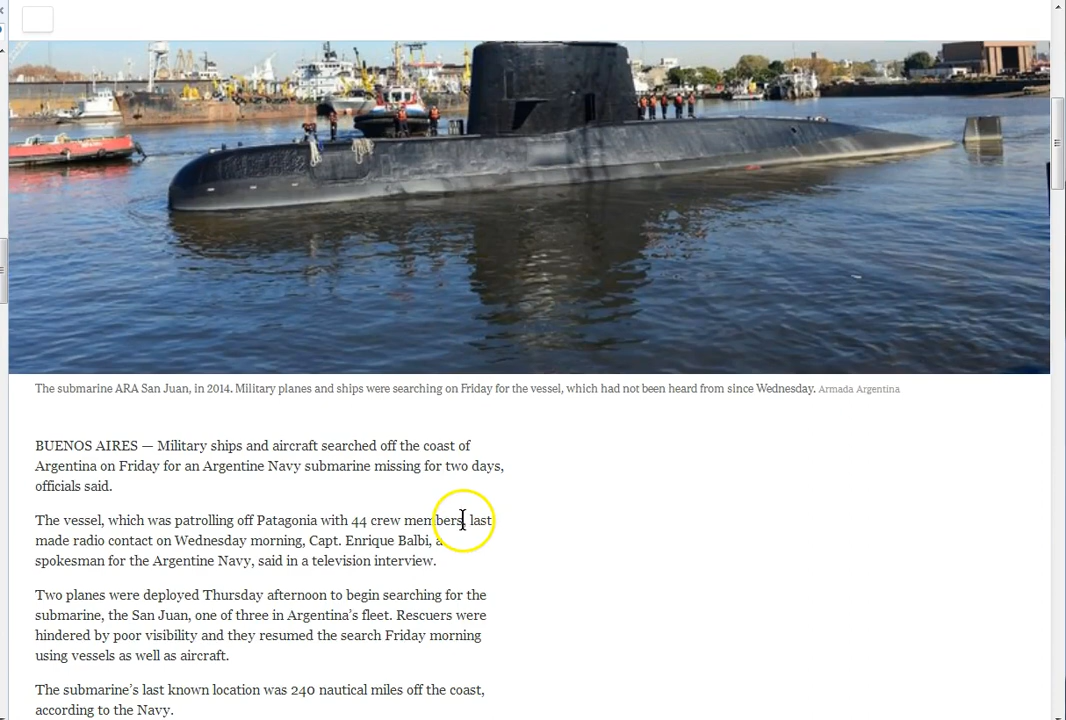 The submarine ARA San Juan, in 2014. Military planes and ships were searching on Friday for the vessel, which had not been heard from since Wednesday. Armada Argentina
BUENOS AIRES — Military ships and aircraft searched off the coast of
Argentina on Friday for an Argentine Navy submarine missing for two days,
officials said.
The vessel, which was patrolling off Patagonia with 44 crew members, last
made radio contact on Wednesday morning, Capt. Enrique Balbi, a
spokesman for the Argentine Navy, said in a television interview.
Two planes were deployed Thursday afternoon to begin searching for the
submarine, the San Juan, one of three in Argentina’s fleet. Rescuers were
hindered by poor visibility and they resumed the search Friday morning
using vessels as well as aircraft.
The submarine’s last known location was 240 nautical miles off the coast,
according to the Navy.